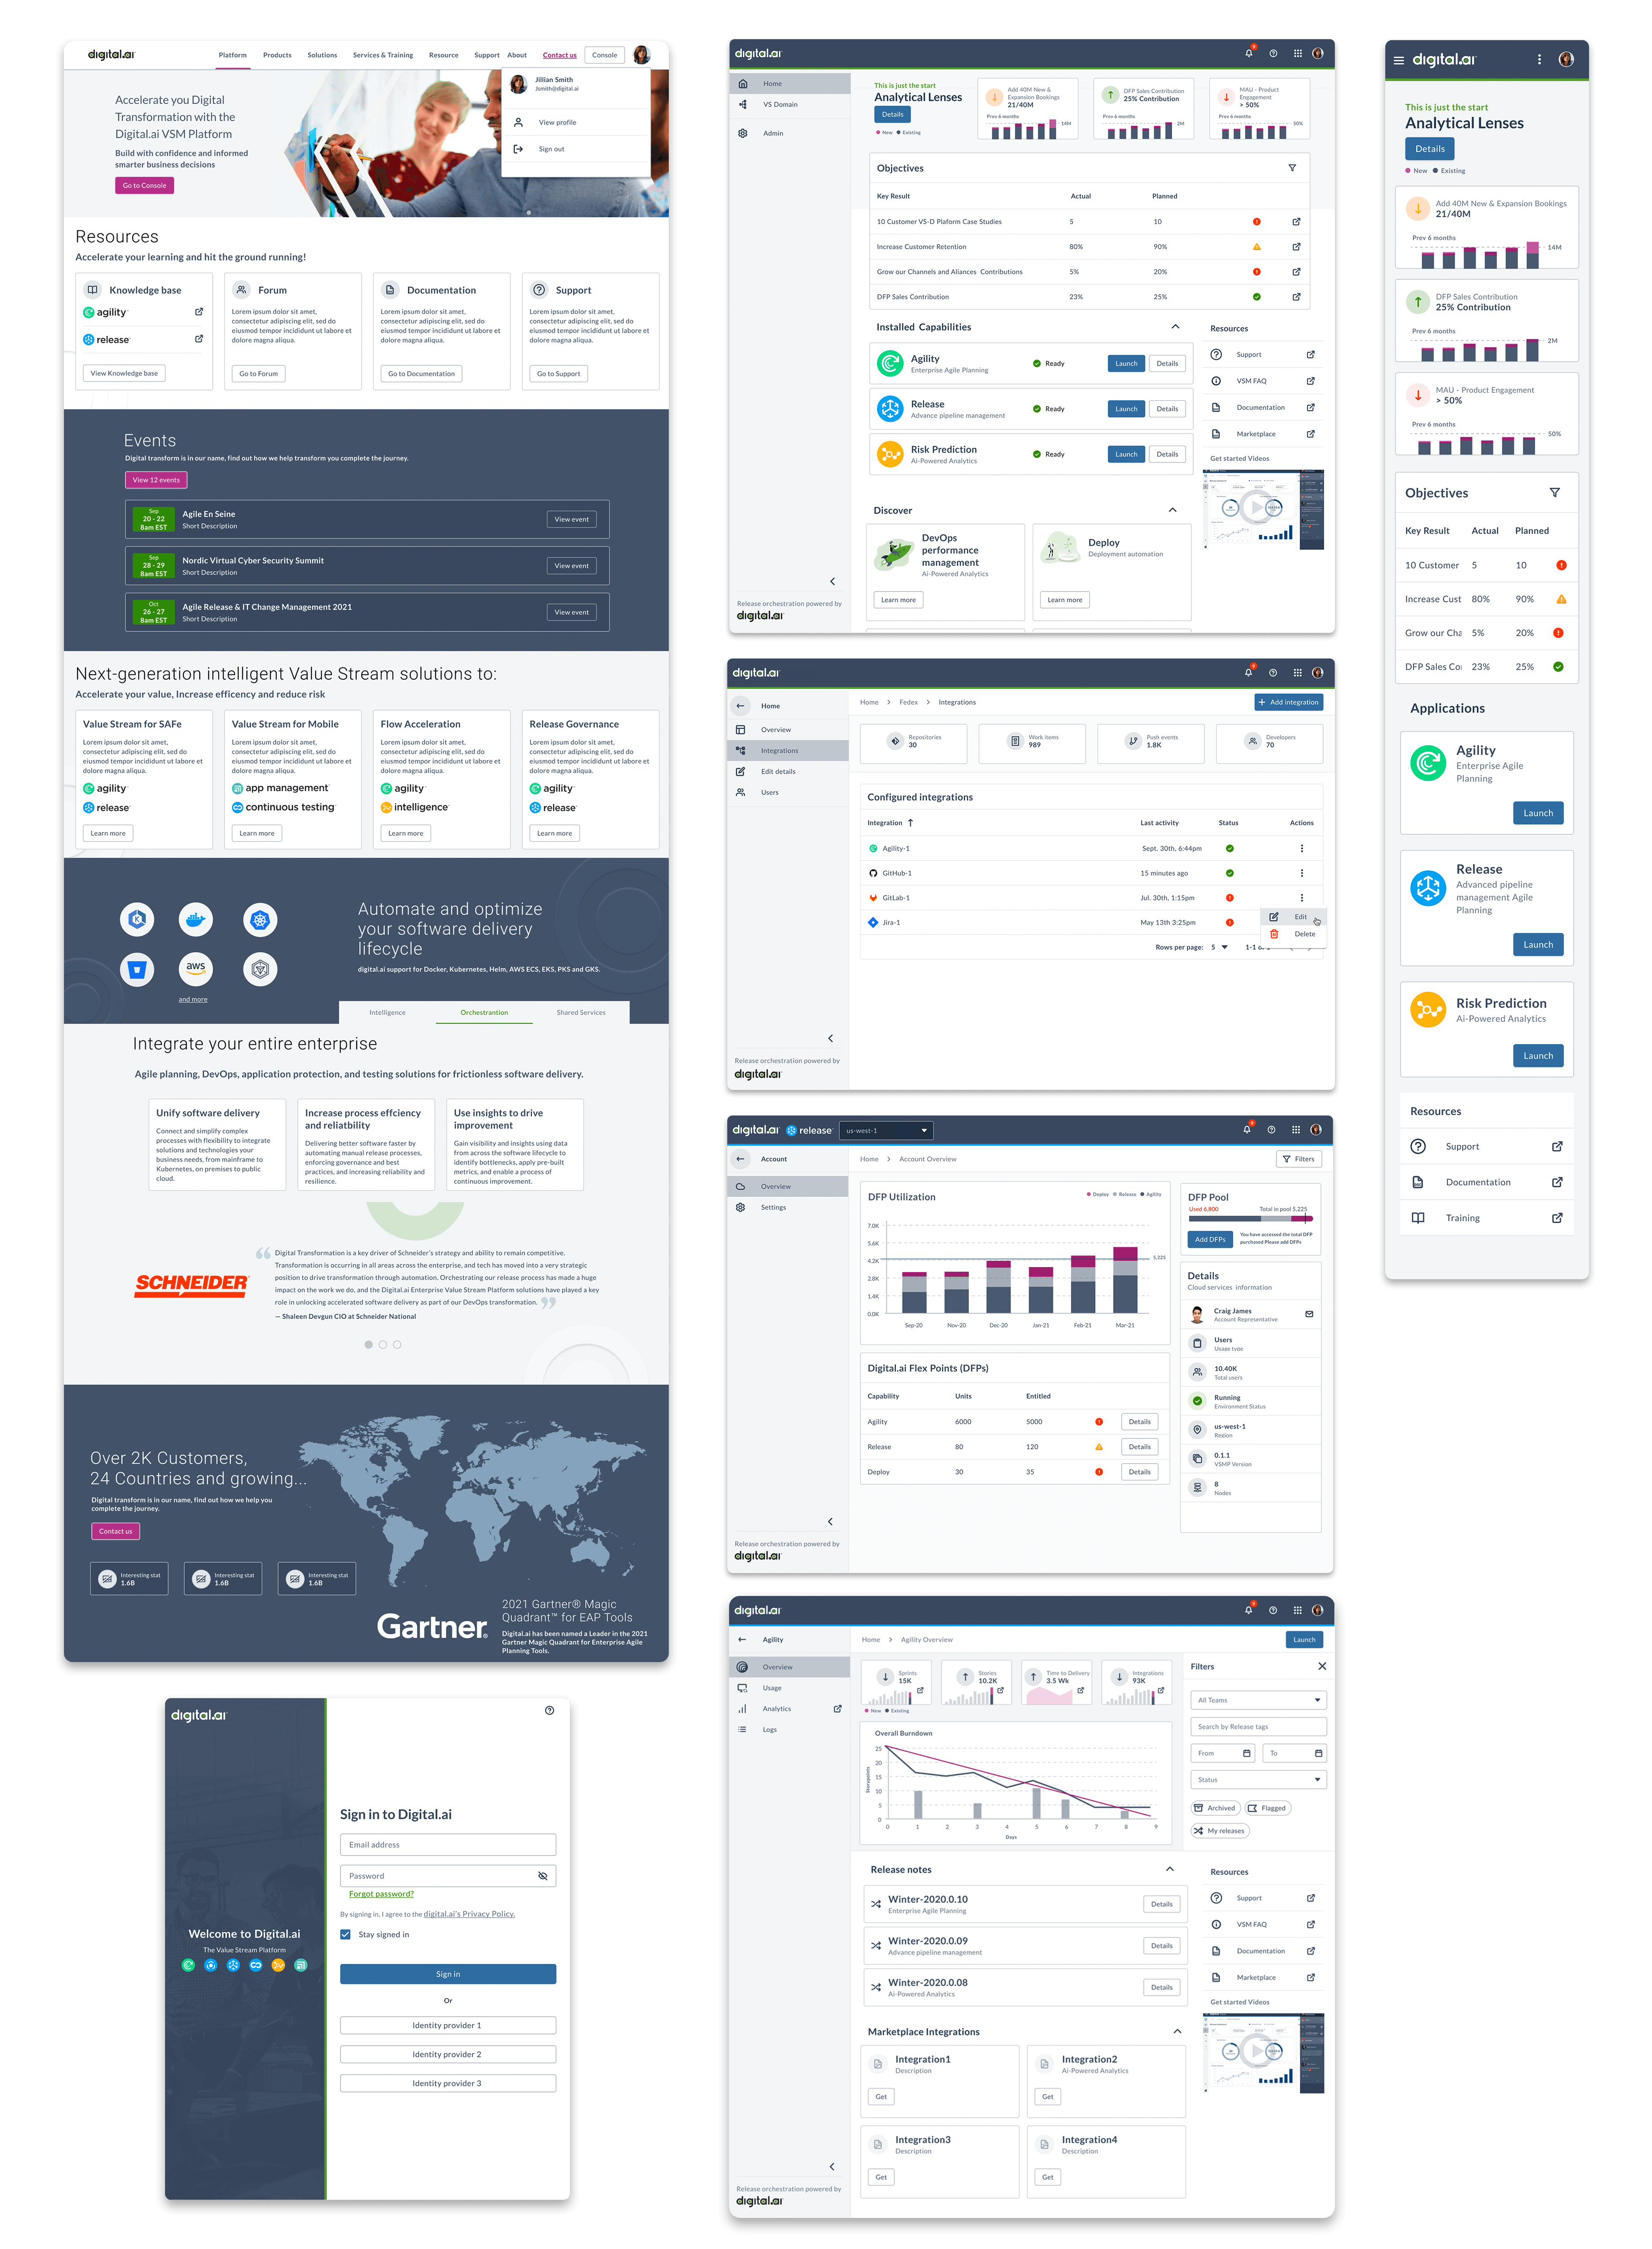 digital.ai
Platform
Products
Solutions
Services & Training
Resource
Support
About
Contact us
Console
Jillian Smith
Jsmith@digital.ai
View profile
Sign out
Accelerate you Digital
Transformation with the
Digital.ai VSM Platform
Build with confidence and informed
smarter business decisions
Go to Console
Resources
Accelerate your learning and hit the ground running!
Knowledge base
agility
release
View Knowledge base
Forum
Lorem ipsum dolor sit amet,
consectetur adipiscing elit, sed do
eiusmod tempor incididunt ut labore et
dolore magna aliqua.
Go to Forum
Documentation
Lorem ipsum dolor sit amet,
consectetur adipiscing elit, sed do
eiusmod tempor incididunt ut labore et
dolore magna aliqua.
Go to Documentation
Support
Lorem ipsum dolor sit amet,
consectetur adipiscing elit, sed do
eiusmod tempor incididunt ut labore et
dolore magna aliqua.
Go to Support
Events
Digital transform is in our name, find out how we help transform you complete the journey.
View 12 events
Sep
20 - 22
8am EST
Agile En Seine
Short Description
View event
Sep
28 - 29
8am EST
Nordic Virtual Cyber Security Summit
Short Description
View event
Oct
26 - 27
8am EST
Agile Release & IT Change Management 2021
Short Description
View event
Next-generation intelligent Value Stream solutions to:
Accelerate your value, Increase efficency and reduce risk
Value Stream for SAFe
Lorem ipsum dolor sit amet,
consectetur adipiscing elit, sed do
eiusmod tempor incididunt ut labore et
dolore magna aliqua.
agility
release
Learn more
Value Stream for Mobile
Lorem ipsum dolor sit amet,
consectetur adipiscing elit, sed do
eiusmod tempor incididunt ut labore et
dolore magna aliqua.
app management
continuous testing
Learn more
Flow Acceleration
Lorem ipsum dolor sit amet,
consectetur adipiscing elit, sed do
eiusmod tempor incididunt ut labore et
dolore magna aliqua.
agility
intelligence
Learn more
Release Governance
Lorem ipsum dolor sit amet,
consectetur adipiscing elit, sed do
eiusmod tempor incididunt ut labore et
dolore magna aliqua.
agility
release
Learn more
aws
and more
Automate and optimize
your software delivery
lifecycle
digital.ai support for Docker, Kubernetes, Helm, AWS ECS, EKS, PKS and GKS.
Intelligence
Orchestrantion
Shared Services
Integrate your entire enterprise
Agile planning, DevOps, application protection, and testing solutions for frictionless software delivery.
Unify software delivery
Connect and simplify complex
processes with flexibility to integrate
solutions and technologies your
business needs, from mainframe to
Kubernetes, on premises to public
cloud.
Increase process effciency
and reliatbility
Delivering better software faster by
automating manual release processes,
enforcing governance and best
practices, and increasing reliability and
resilience.
Use insights to drive
improvement
Gain visibility and insights using data
from across the software lifecycle to
identify bottlenecks, apply pre-built
metrics, and enable a process of
continuous improvement.
SCHNEIDER
“ Digital Transformation is a key driver of Schneider's strategy and ability to remain competitive.
Transformation is occurring in all areas across the enterprise, and tech has moved into a very strategic
position to drive transformation through automation. Orchestrating our release process has made a huge
impact on the work we do, and the Digital.ai Enterprise Value Stream Platform solutions have played a key
role in unlocking accelerated software delivery as part of our DevOps transformation. ”
— Shaleen Devgun CIO at Schneider National
Over 2K Customers,
24 Countries and growing...
Digital transform is in our name, find out how we help you
complete the journey.
Contact us
Interesting stat
1.6B
Interesting stat
1.6B
Interesting stat
1.6B
Gartner
2021 Gartner® Magic
Quadrant™ for EAP Tools
Digital.ai has been named a Leader in the 2021
Gartner Magic Quadrant for Enterprise Agile
Planning Tools.
digital.ai
Welcome to Digital.ai
The Value Stream Platform
Sign in to Digital.ai
Email address
Password
Forgot password?
By signing in, I agree to the digital.ai's Privacy Policy.
Stay signed in
Sign in
Or
Identity provider 1
Identity provider 2
Identity provider 3
digital.ai
Home
VS Domain
Admin
Release orchestration powered by
digital.ai
This is just the start
Analytical Lenses
Details
New
Existing
Add 40M New &
Expansion Bookings
21/40M
Prev 6 months
14M
DFP Sales Contribution
25% Contribution
Prev 6 months
2M
MAU - Product
Engagement
> 50%
Prev 6 months
50%
Objectives
Key Result
Actual
Planned
10 Customer VS-D Plaform Case Studies
5
10
Increase Customer Retention
80%
90%
Grow our Channels and Aliances Contributions
5%
20%
DFP Sales Contribution
23%
25%
Installed Capabilities
Agility
Enterprise Agile Planning
Ready
Launch
Details
Release
Advance pipeline management
Ready
Launch
Details
Risk Prediction
Ai-Powered Analytics
Ready
Launch
Details
Resources
Support
VSM FAQ
Documentation
Marketplace
Get started Videos
Discover
DevOps
performance
management
Ai-Powered Analytics
Learn more
Deploy
Deployment automation
Learn more
digital.ai
Home
Overview
Integrations
Edit details
Users
Release orchestration powered by
digital.ai
Home > Fedex > Integrations
Add integration
Repositories
30
Work items
989
Push events
1.8K
Developers
70
Configured integrations
Integration
Last activity
Status
Actions
Agility-1
Sept. 30th, 6:44pm
GitHub-1
15 minutes ago
GitLab-1
Jul. 30th, 1:15pm
Jira-1
May 13th 3:25pm
Edit
Delete
Rows per page: 5
1-1
digital.ai release
us-west-1
Account
Overview
Settings
Release orchestration powered by
digital.ai
Home > Account Overview
Filters
DFP Utilization
Deploy
Release
Agility
7.0K
5.6K
4.2K
2.8K
1.4K
0.0K
5,225
Sep-20
Nov-20
Dec-20
Jan-21
Feb-21
Mar-21
DFP Pool
Used 6,800
Total in pool 5,225
Add DFPs
You have accessed the total DFP
purchased Please add DFPs
Digital.ai Flex Points (DFPs)
Capability
Units
Entitled
Agility
6000
5000
Details
Release
80
120
Details
Deploy
30
35
Details
Details
Cloud services information
Craig James
Account Representative
Users
Usage type
10.40K
Total users
Running
Environment Status
us-west-1
Region
0.1.1
VSMP Version
8
Nodes
digital.ai
Agility
Overview
Usage
Analytics
Logs
Release orchestration powered by
digital.ai
Home > Agility Overview
Launch
Sprints
15K
Stories
10.2K
Time to Delivery
3.5 Wk
Integrations
93K
New
Existing
Overall Burndown
Storypoints
25
20
15
10
5
0
0 1 2 3 4 5 6 7 8 9
Days
Filters
All Teams
Search by Release tags
From
To
Status
Archived
Flagged
My releases
Release notes
Winter-2020.0.10
Enterprise Agile Planning
Details
Winter-2020.0.09
Advance pipeline management
Details
Winter-2020.0.08
Ai-Powered Analytics
Details
Resources
Support
VSM FAQ
Documentation
Marketplace
Get started Videos
Marketplace Integrations
Integration1
Description
Get
Integration2
Ai-Powered Analytics
Get
Integration3
Description
Get
Integration4
Description
Get
digital.ai
This is just the start
Analytical Lenses
Details
New
Existing
Add 40M New & Expansion Bookings
21/40M
Prev 6 months
14M
DFP Sales Contribution
25% Contribution
Prev 6 months
2M
MAU - Product Engagement
> 50%
Prev 6 months
50%
Objectives
Key Result
Actual
Planned
10 Customer
5
10
Increase Cust
80%
90%
Grow our Cha
5%
20%
DFP Sales Co
23%
25%
Applications
Agility
Enterprise Agile
Planning
Launch
Release
Advanced pipeline
management Agile
Planning
Launch
Risk Prediction
Ai-Powered Analytics
Launch
Resources
Support
Documentation
Training